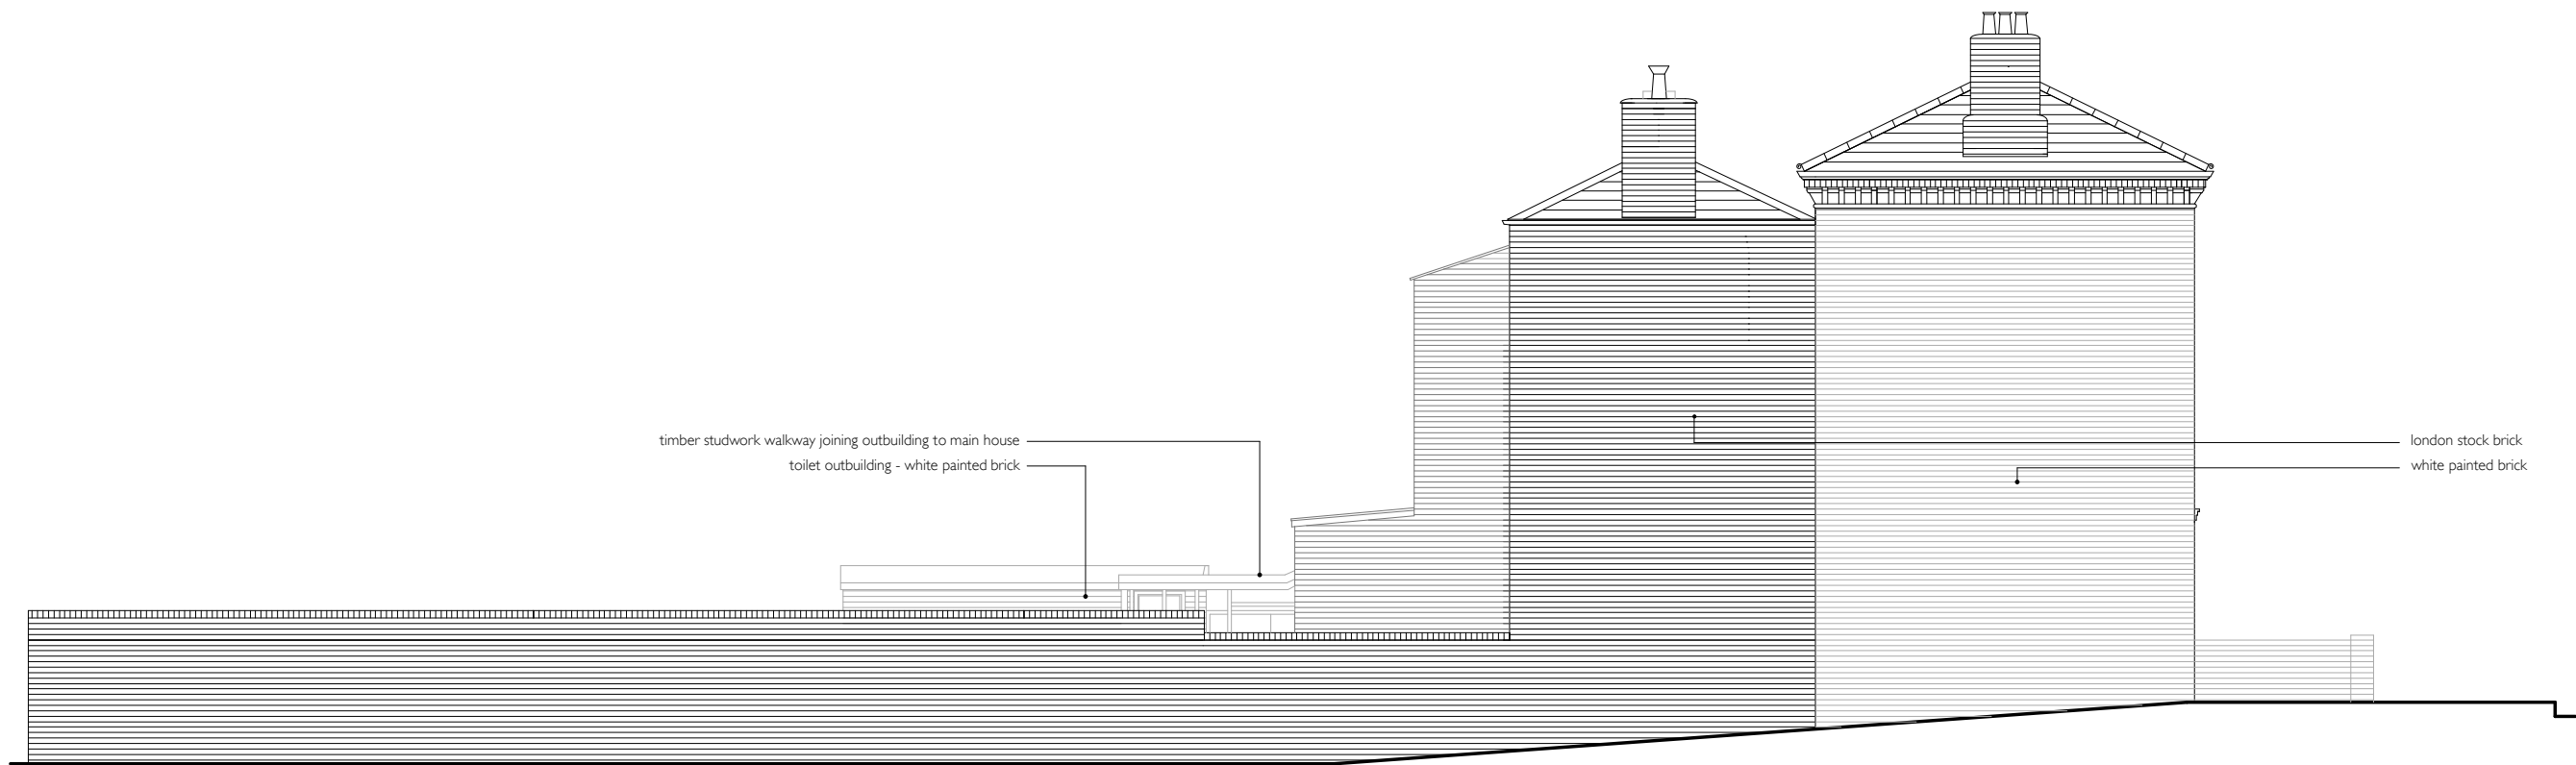 timber studwork walkway joining outbuilding to main house
toilet outbuilding - white painted brick
london stock brick
white painted brick